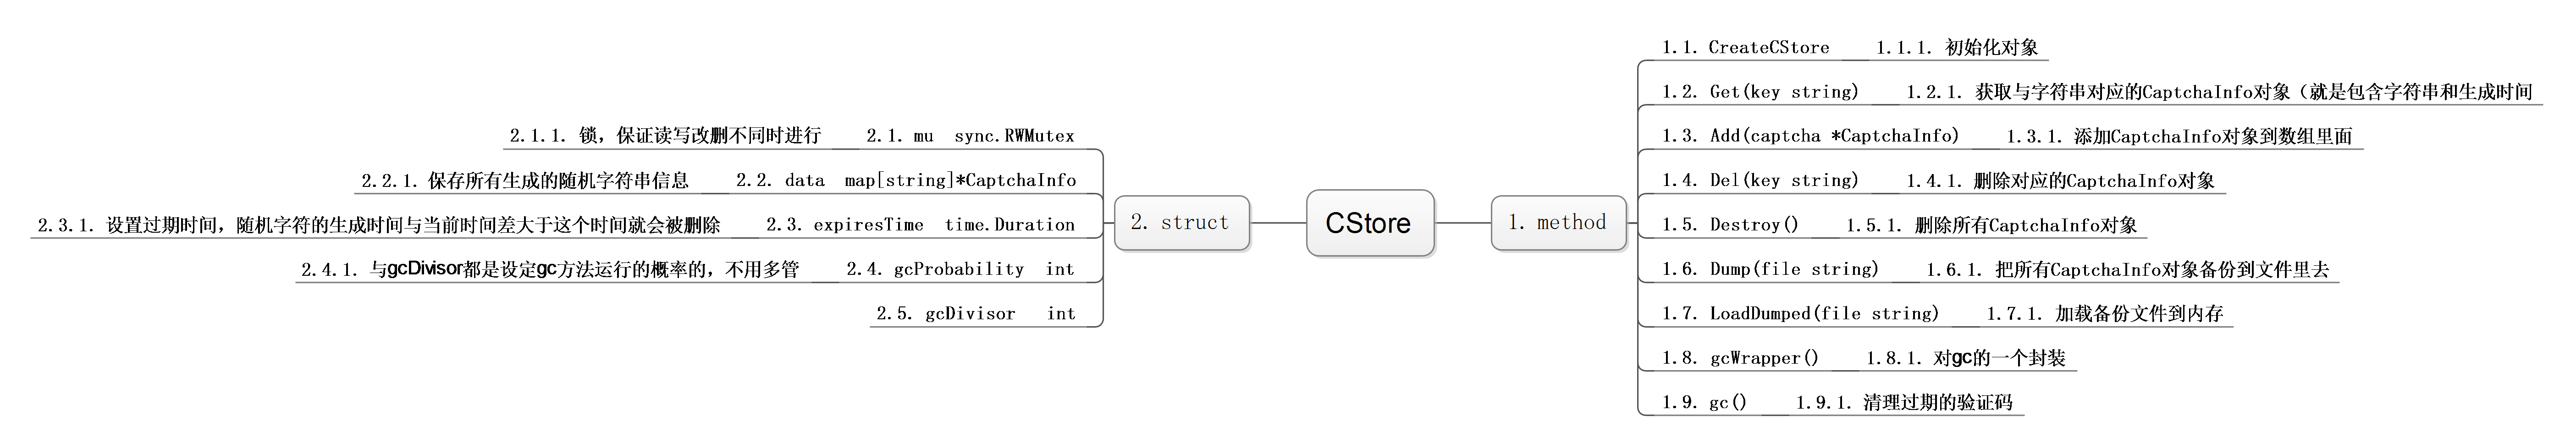 CStore
1. method
1.1. CreateCStore
1.1.1. 初始化对象
1.2. Get(key string)
1.2.1. 获取与字符串对应的CaptchaInfo对象（就是包含字符串和生成时间
1.3. Add(captcha *CaptchaInfo)
1.3.1. 添加CaptchaInfo对象到数组里面
1.4. Del(key string)
1.4.1. 删除对应的CaptchaInfo对象
1.5. Destroy()
1.5.1. 删除所有CaptchaInfo对象
1.6. Dump(file string)
1.6.1. 把所有CaptchaInfo对象备份到文件里去
1.7. LoadDumped(file string)
1.7.1. 加载备份文件到内存
1.8. gcWrapper()
1.8.1. 对gc的一个封装
1.9. gc()
1.9.1. 清理过期的验证码
2. struct
2.1. mu sync.RWMutex
2.1.1. 锁，保证读写改删不同时进行
2.2. data map[string]*CaptchaInfo
2.2.1. 保存所有生成的随机字符串信息
2.3. expiresTime time.Duration
2.3.1. 设置过期时间，随机字符的生成时间与当前时间差大于这个时间就会被删除
2.4. gcProbability int
2.4.1. 与gcDivisor都是设定gc方法运行的概率的，不用多管
2.5. gcDivisor int